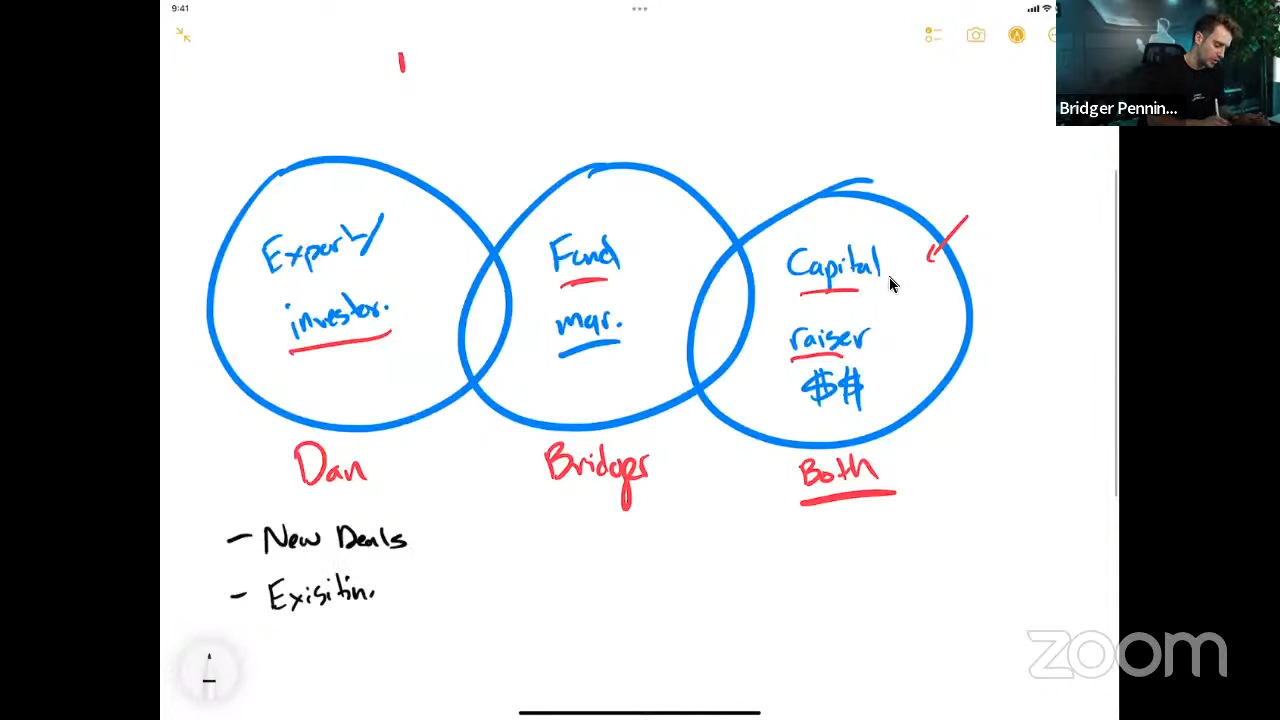 9:41
Bridger Pennin...
Expert/
investor.
Fund
mgr.
Capital
raiser
$$
Dan
Bridger
Both
- New Deals
- Exisitin
zoom